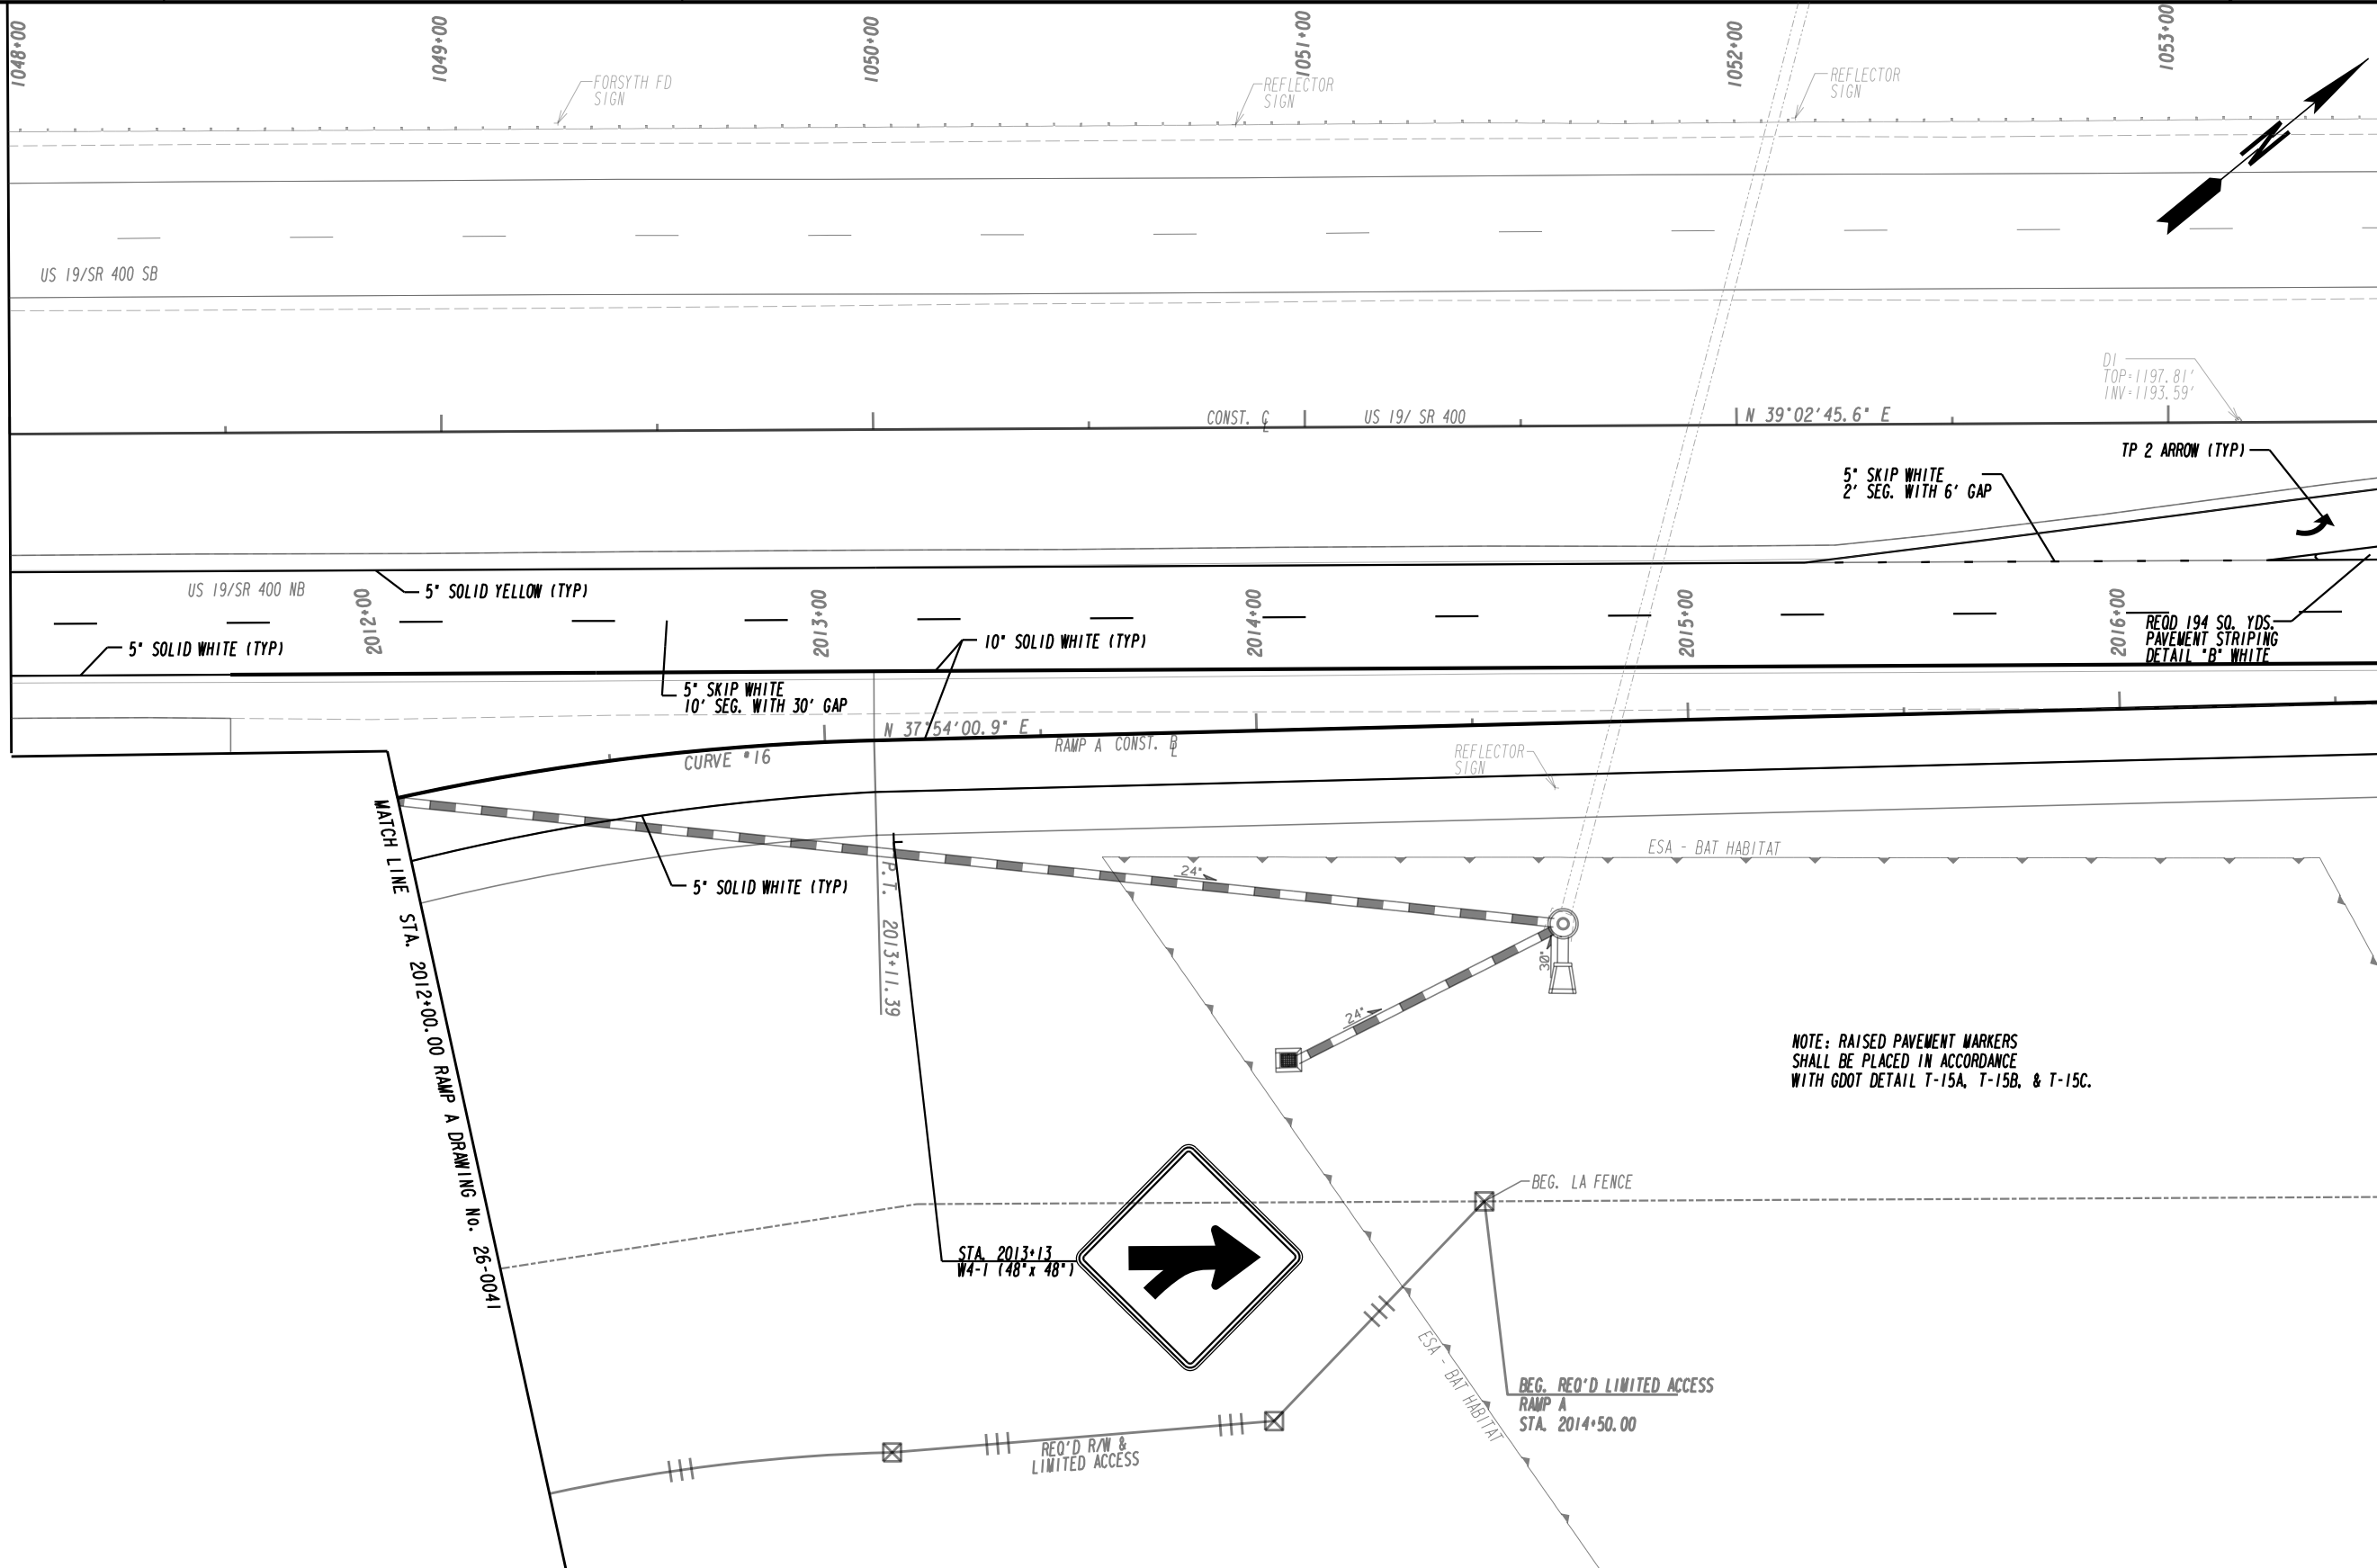 1048+00
1049+00
1050+00
1051+00
1052+00
1053+00
FORSYTH FD
SIGN
REFLECTOR
SIGN
REFLECTOR
SIGN
N
US 19/SR 400 SB
DI
TOP=1197.81'
INV=1193.59'
CONST. CL
US 19/ SR 400
N 39°02'45.6" E
TP 2 ARROW (TYP)
5" SKIP WHITE
2' SEG. WITH 6' GAP
US 19/SR 400 NB
5" SOLID YELLOW (TYP)
2012+00
2013+00
2014+00
2015+00
2016+00
5" SOLID WHITE (TYP)
10" SOLID WHITE (TYP)
REQD 194 SQ. YDS.
PAVEMENT STRIPING
DETAIL "B" WHITE
5" SKIP WHITE
10' SEG. WITH 30' GAP
N 37°54'00.9" E
RAMP A CONST. BL
CURVE #16
REFLECTOR
SIGN
MATCH LINE STA. 2012+00.00 RAMP A DRAWING No. 26-0041
5" SOLID WHITE (TYP)
P.T. 2013+11.39
24"
ESA - BAT HABITAT
30"
24"
NOTE: RAISED PAVEMENT MARKERS
SHALL BE PLACED IN ACCORDANCE
WITH GDOT DETAIL T-15A, T-15B, & T-15C.
BEG. LA FENCE
STA. 2013+13
W4-1 (48"x 48")
ESA - BAT HABITAT
BEG. REQ'D LIMITED ACCESS
RAMP A
STA. 2014+50.00
REQ'D R/W &
LIMITED ACCESS